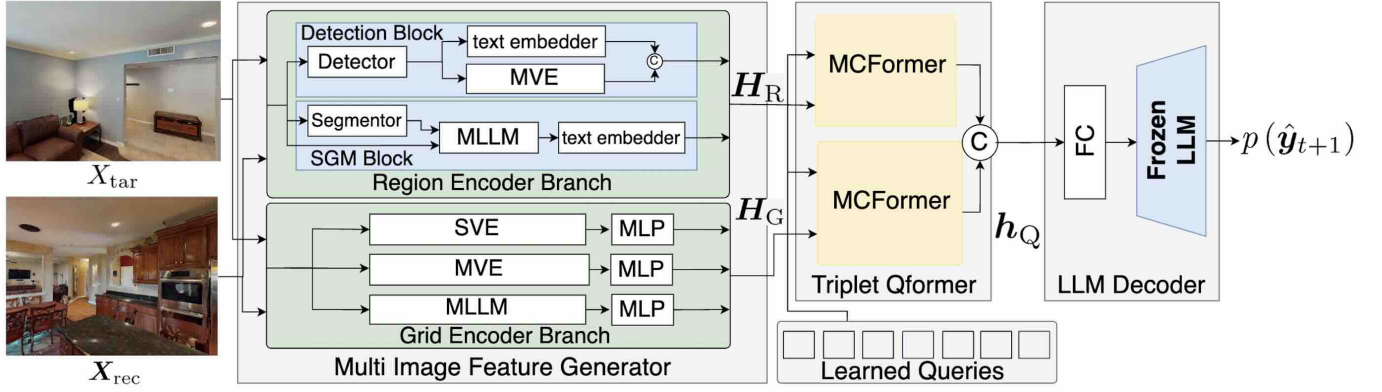 X_tar
X_rec
Detection Block
Detector
text embedder
MVE
C
Segmentor
MLLM
text embedder
SGM Block
Region Encoder Branch
SVE
MLP
MVE
MLP
MLLM
MLP
Grid Encoder Branch
Multi Image Feature Generator
H_R
H_G
MCFormer
MCFormer
C
h_Q
Triplet Qformer
Learned Queries
FC
Frozen
LLM
LLM Decoder
p (ŷ_{t+1})